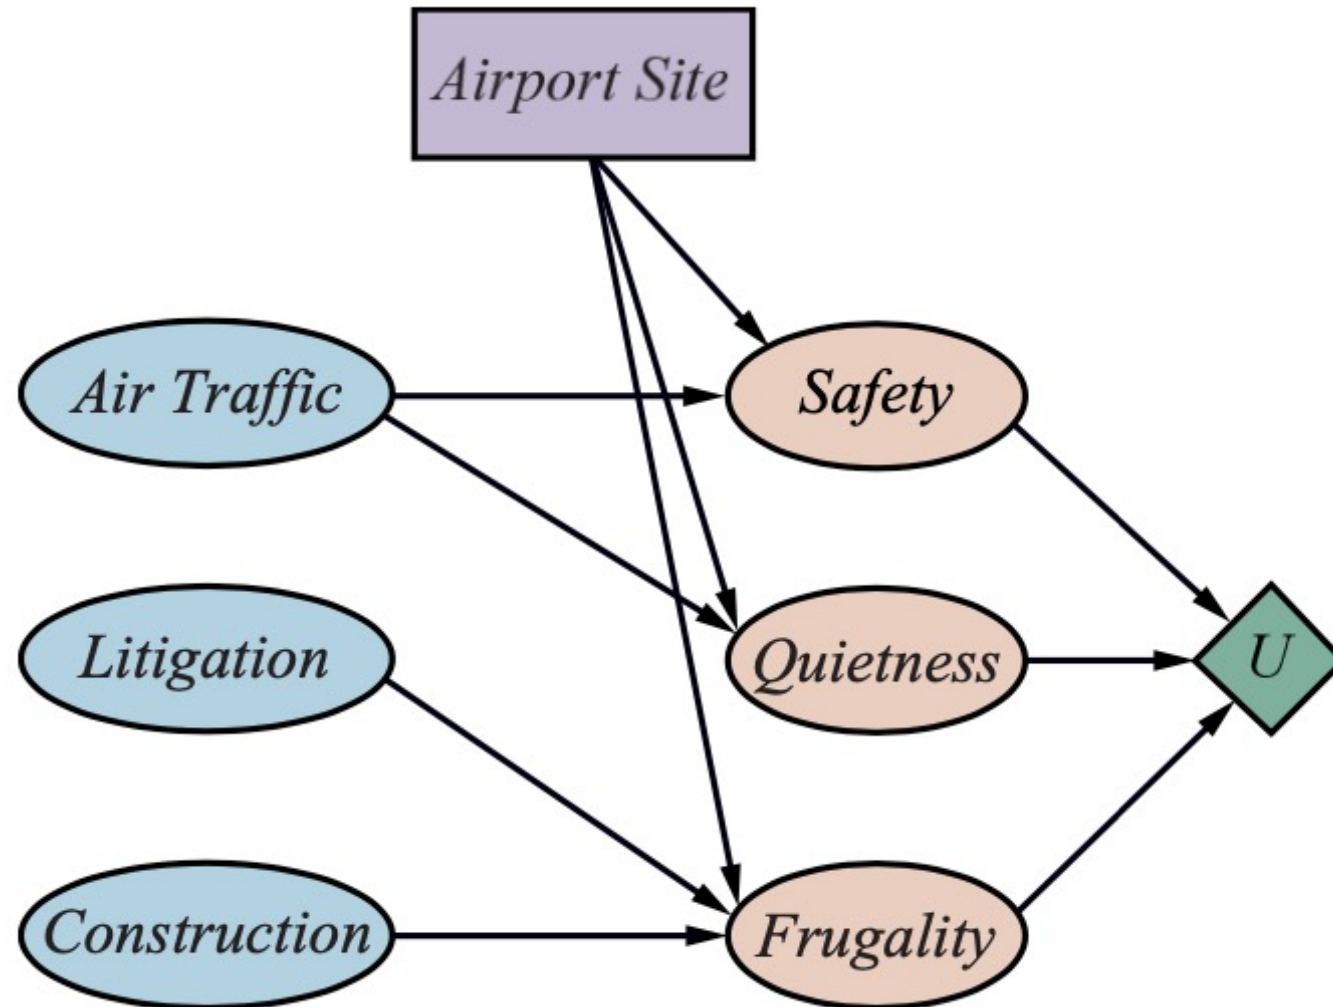 Airport Site
Air Traffic
Safety
Litigation
Quietness
U
Construction
Frugality